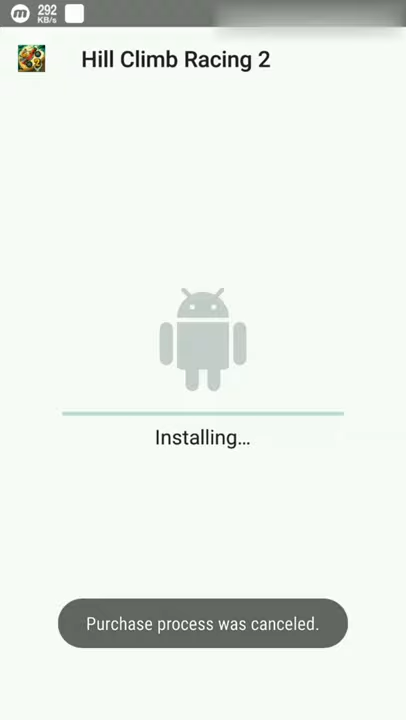 292
KB/s
Hill Climb Racing 2
Installing...
Purchase process was canceled.